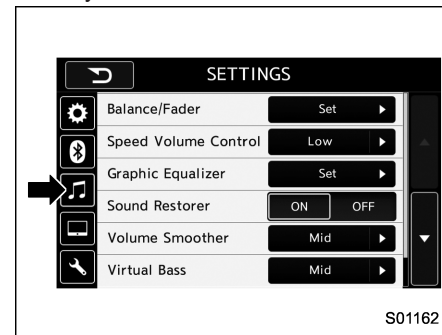 SETTINGS
Balance/Fader Set
Speed Volume Control Low
Graphic Equalizer Set
Sound Restorer ON OFF
Volume Smoother Mid
Virtual Bass Mid
S01162